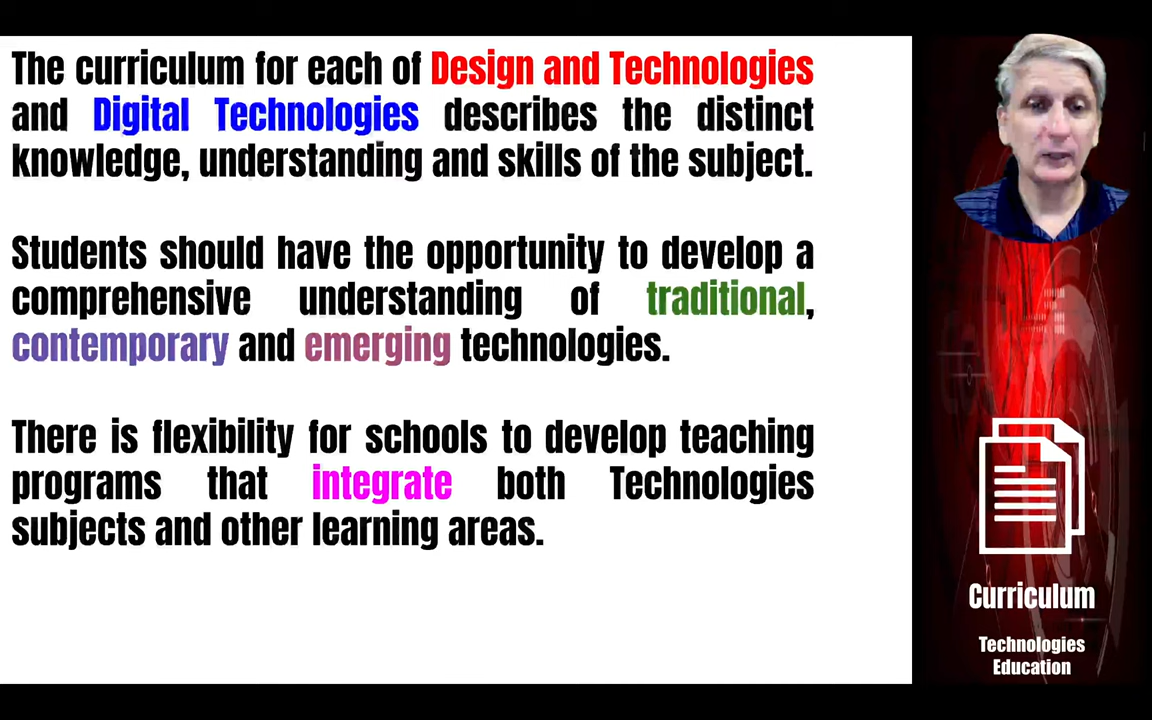 The curriculum for each of Design and Technologies
and Digital Technologies describes the distinct
knowledge, understanding and skills of the subject.
Students should have the opportunity to develop a
comprehensive understanding of traditional,
contemporary and emerging technologies.
There is flexibility for schools to develop teaching
programs that integrate both Technologies
subjects and other learning areas.
Curriculum
Technologies
Education